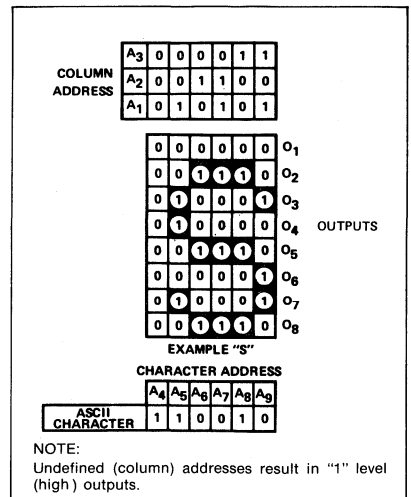 A3 0 0 0 0 1 1
COLUMN ADDRESS A2 0 0 1 1 0 0
A1 0 1 0 1 0 1
0 0 0 0 0 0 O1
0 0 1 1 1 0 O2
0 1 0 0 0 1 O3
0 1 0 0 0 0 O4 OUTPUTS
0 0 1 1 1 0 O5
0 0 0 0 0 1 O6
0 1 0 0 0 1 O7
0 0 1 1 1 0 O8
EXAMPLE "S"
CHARACTER ADDRESS
A4 A5 A6 A7 A8 A9
ASCII CHARACTER 1 1 0 0 1 0
NOTE:
Undefined (column) addresses result in "1" level
(high) outputs.